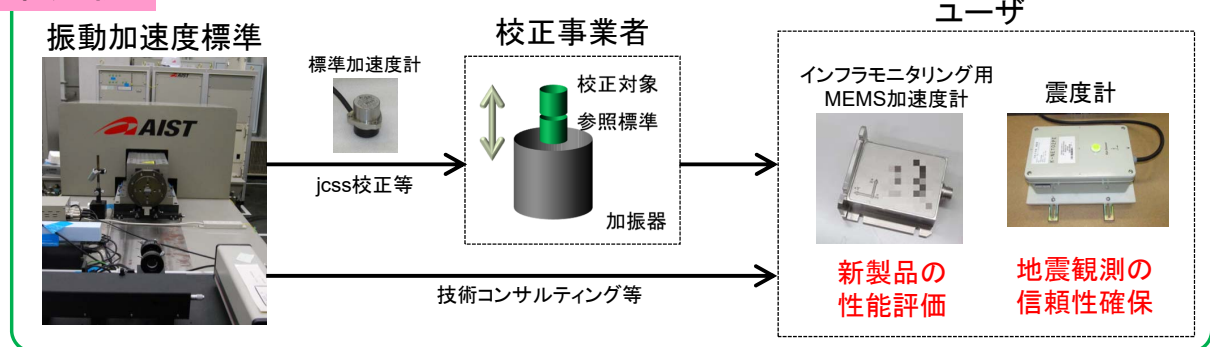 振動加速度標準
AIST
標準加速度計
jcss校正等
校正事業者
校正対象
参照標準
加振器
技術コンサルティング等
ユーザ
インフラモニタリング用
MEMS加速度計
震度計
新製品の
性能評価
地震観測の
信頼性確保